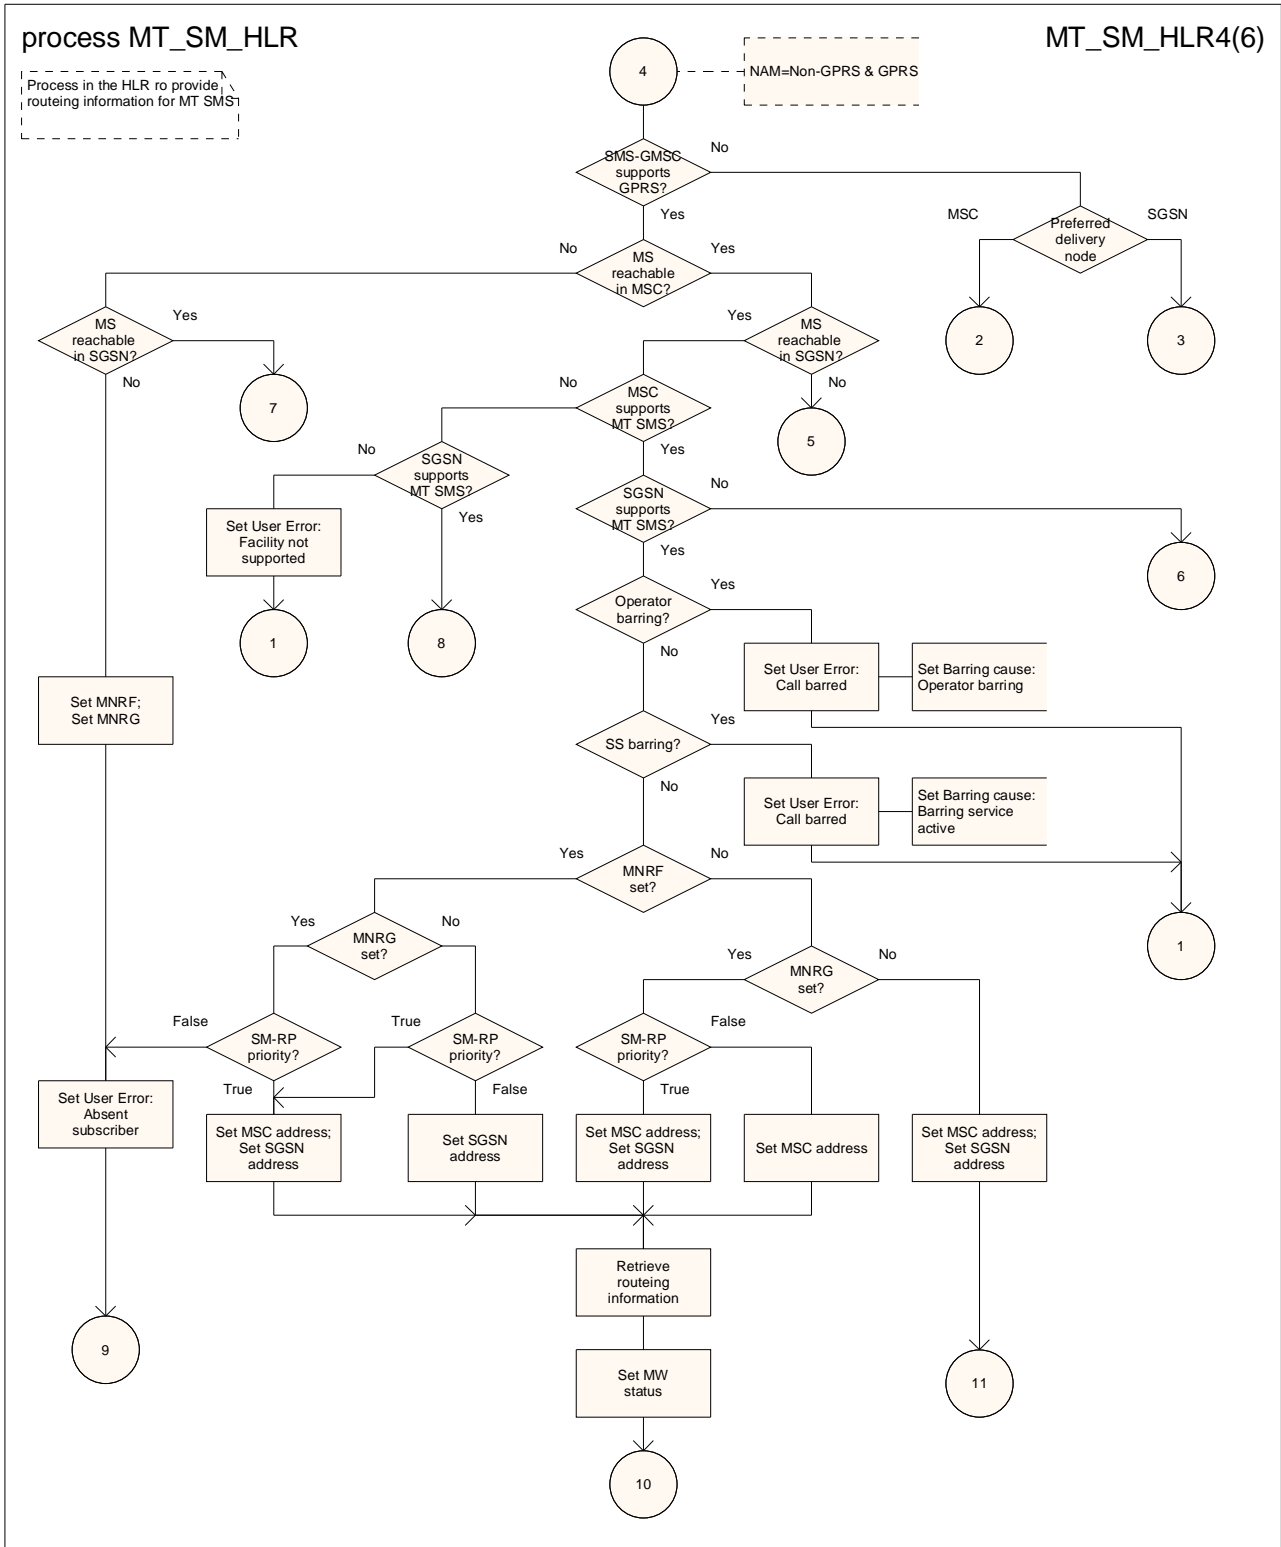 process MT_SM_HLR
MT_SM_HLR4(6)
Process in the HLR ro provide
routeing information for MT SMS
4
NAM=Non-GPRS & GPRS
SMS-GMSC
supports
GPRS?
No
Yes
MSC
SGSN
Preferred
delivery
node
No
Yes
MS
reachable
in MSC?
2
3
MS
reachable
in SGSN?
Yes
No
Yes
MS
reachable
in SGSN?
No
7
No
MSC
supports
MT SMS?
Yes
5
No
SGSN
supports
MT SMS?
Yes
SGSN
supports
MT SMS?
No
Yes
Set User Error:
Facility not
supported
6
1
8
Operator
barring?
Yes
No
Set User Error:
Call barred
Set Barring cause:
Operator barring
Set MNRF;
Set MNRG
SS barring?
Yes
No
Set User Error:
Call barred
Set Barring cause:
Barring service
active
Yes
No
MNRF
set?
Yes
No
MNRG
set?
1
Yes
No
MNRG
set?
False
SM-RP
priority?
True
True
SM-RP
priority?
False
SM-RP
priority?
False
True
Set User Error:
Absent
subscriber
Set MSC address;
Set SGSN
address
Set SGSN
address
Set MSC address;
Set SGSN
address
Set MSC address
Set MSC address;
Set SGSN
address
Retrieve
routeing
information
9
Set MW
status
11
10